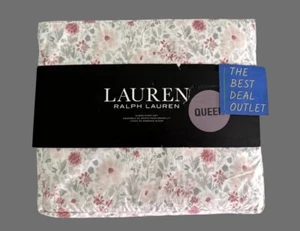 LAUREN
RALPH LAUREN
QUEEN
THE
BEST
DEAL
OUTLET